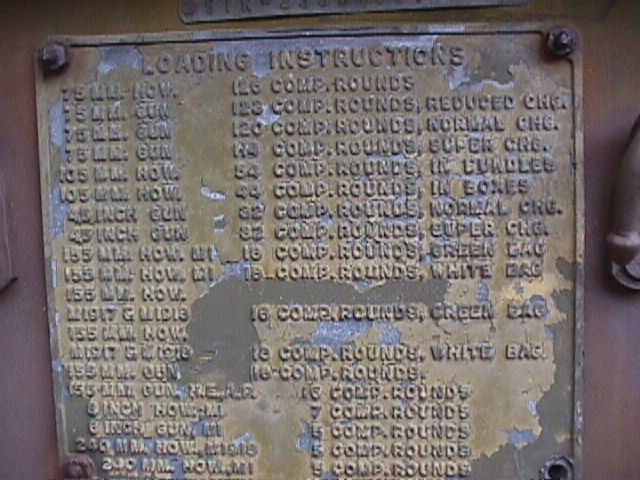 LOADING INSTRUCTIONS
75 MM. HOW. 126 COMP. ROUNDS
75 MM. GUN 123 COMP. ROUNDS, REDUCED CHG.
75 MM. GUN 120 COMP. ROUNDS, NORMAL CHG.
75 MM. GUN 114 COMP. ROUNDS, SUPER CHG.
105 MM. HOW. 54 COMP. ROUNDS, IN BUNDLES
105 MM. HOW. 44 COMP. ROUNDS, IN BOXES
4.5 INCH GUN 32 COMP. ROUNDS, NORMAL CHG.
4.5 INCH GUN 32 COMP. ROUNDS, SUPER CHG.
155 MM. HOW. M1 18 COMP. ROUNDS, GREEN BAG
155 MM. HOW. M1 18 COMP. ROUNDS, WHITE BAG
155 MM. HOW.
M1917 & M1918 18 COMP. ROUNDS, GREEN BAG
155 MM. HOW.
M1917 & M1918 18 COMP. ROUNDS, WHITE BAG.
155 MM. GUN 16 COMP. ROUNDS.
155 MM. GUN, H.E., A.P. 15 COMP. ROUNDS
8 INCH HOW. M1 7 COMP. ROUNDS
8 INCH GUN. M1 5 COMP. ROUNDS
240 MM. HOW. M1918 5 COMP. ROUNDS
240 MM. HOW. M1 5 COMP. ROUNDS